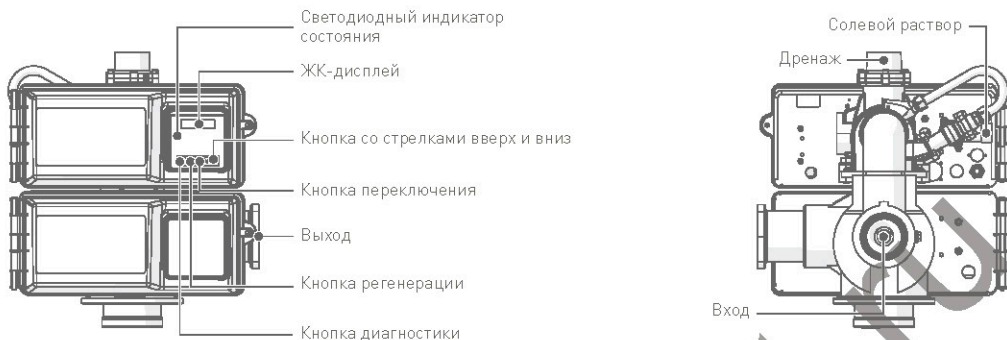 Светодиодный индикатор
состояния
ЖК-дисплей
Кнопка со стрелками вверх и вниз
Кнопка переключения
Выход
Кнопка регенерации
Кнопка диагностики
Солевой раствор
Дренаж
Вход